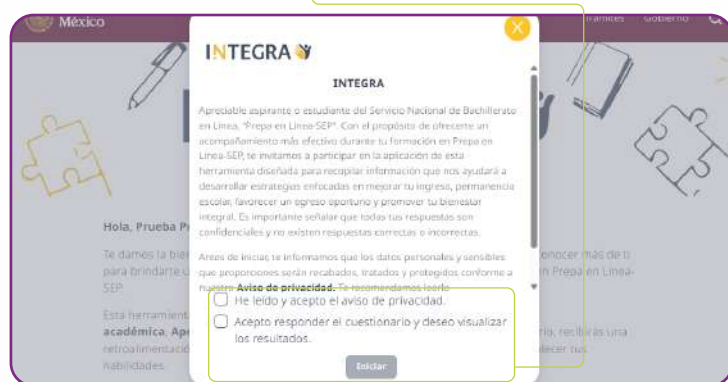 México
Trámites Gobierno
INTEGRA
INTEGRA
Apreciable aspirante o estudiante del Servicio Nacional de Bachillerato
en Línea, "Prepa en Línea-SEP". Con el propósito de ofrecerte un
acompañamiento más efectivo durante tu formación en Prepa en
Línea-SEP, te invitamos a participar en la aplicación de esta
herramienta diseñada para recopilar información que nos ayudará a
desarrollar estrategias enfocadas en mejorar tu ingreso, permanencia
escolar, favorecer un egreso oportuno y promover tu bienestar
integral. Es importante señalar que todas tus respuestas son
confidenciales y no existen respuestas correctas o incorrectas.
Antes de iniciar, te informamos que los datos personales y sensibles
que proporciones serán recabados, tratados y protegidos conforme a
nuestro Aviso de privacidad. Te recomendamos leerlo
He leído y acepto el aviso de privacidad.
Acepto responder el cuestionario y deseo visualizar
los resultados.
Iniciar
Hola, Prueba
Te damos la
para brindarte
SEP.
Esta
académica,
habilidades
conocer más de ti
en Prepa en Línea-
recibirás una
tus